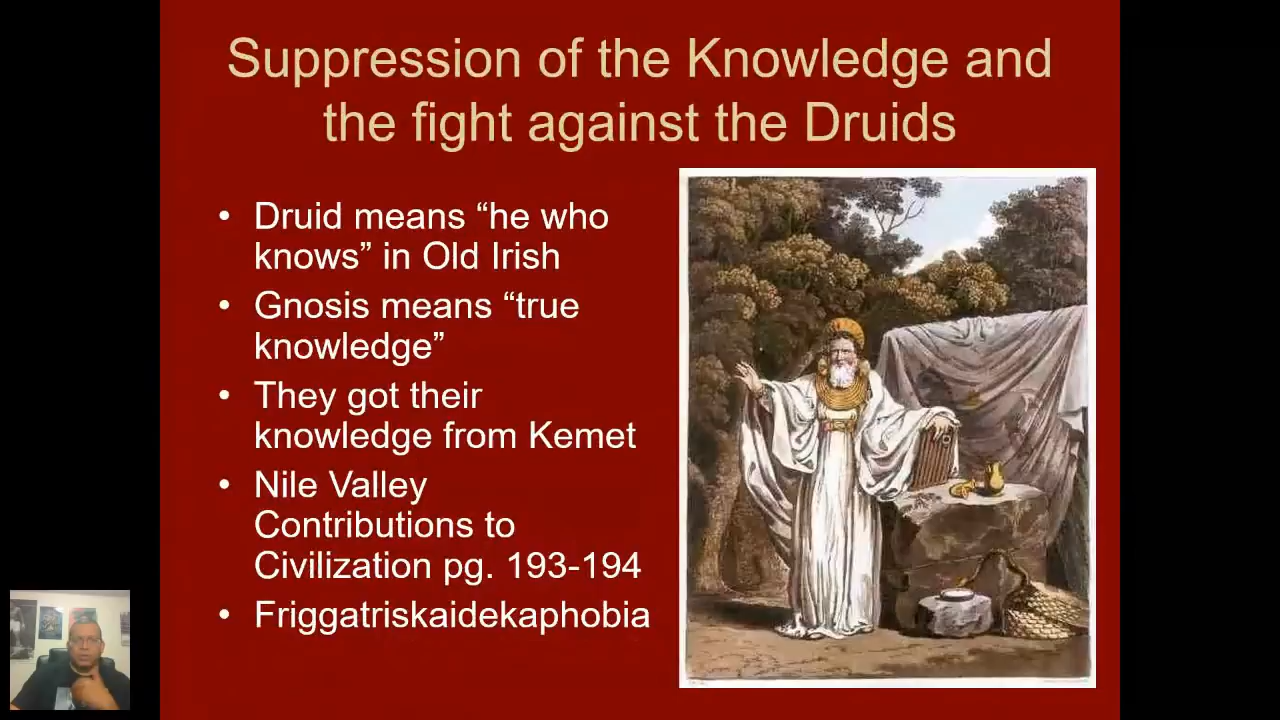 Suppression of the Knowledge and
the fight against the Druids
• Druid means “he who
knows” in Old Irish
• Gnosis means “true
knowledge”
• They got their
knowledge from Kemet
• Nile Valley
Contributions to
Civilization pg. 193-194
• Friggatriskaidekaphobia